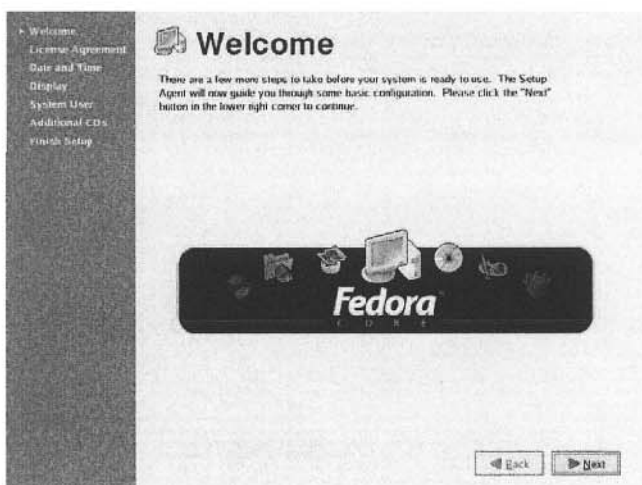 Welcome
License Agreement
Date and Time
Display
System User
Additional CDs
Finish Setup
Welcome
There are a few more steps to take before your system is ready to use. The Setup
Agent will now guide you through some basic configuration. Please click the "Next"
button in the lower right corner to continue.
Fedora
CORE
Back
Next